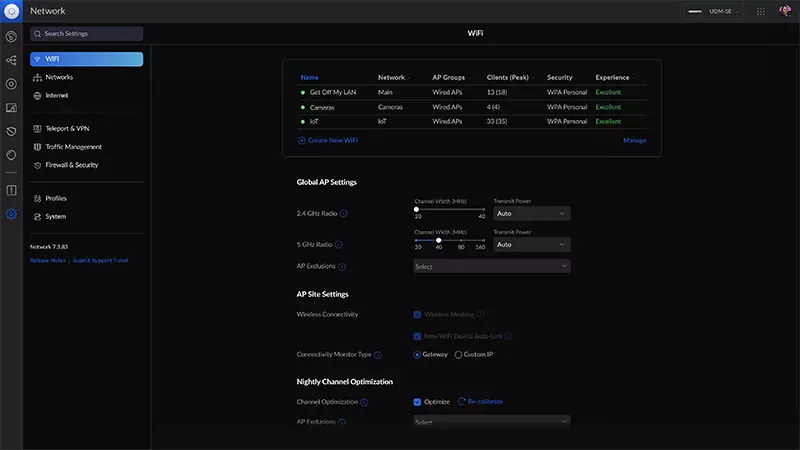 Network
UDM-SE
Search Settings
WiFi
WiFi
Networks
Internet
Teleport & VPN
Traffic Management
Firewall & Security
Profiles
System
Network 7.3.83
Release Notes | Submit Support Ticket
Name Network AP Groups Clients (Peak) Security Experience
Get Off My LAN Main Wired APs 13 (18) WPA Personal Excellent
Cameras Cameras Wired APs 4 (4) WPA Personal Excellent
IoT IoT Wired APs 33 (35) WPA Personal Excellent
Create New WiFi Manage
Global AP Settings
Channel Width (MHz) Transmit Power
2.4 GHz Radio Auto
20 40
Channel Width (MHz) Transmit Power
5 GHz Radio Auto
20 40 80 160
AP Exclusions Select
AP Site Settings
Wireless Connectivity Wireless Meshing
New WiFi Device Auto-Link
Connectivity Monitor Type Gateway Custom IP
Nightly Channel Optimization
Channel Optimization Optimize Re-calibrate
AP Exclusions Select